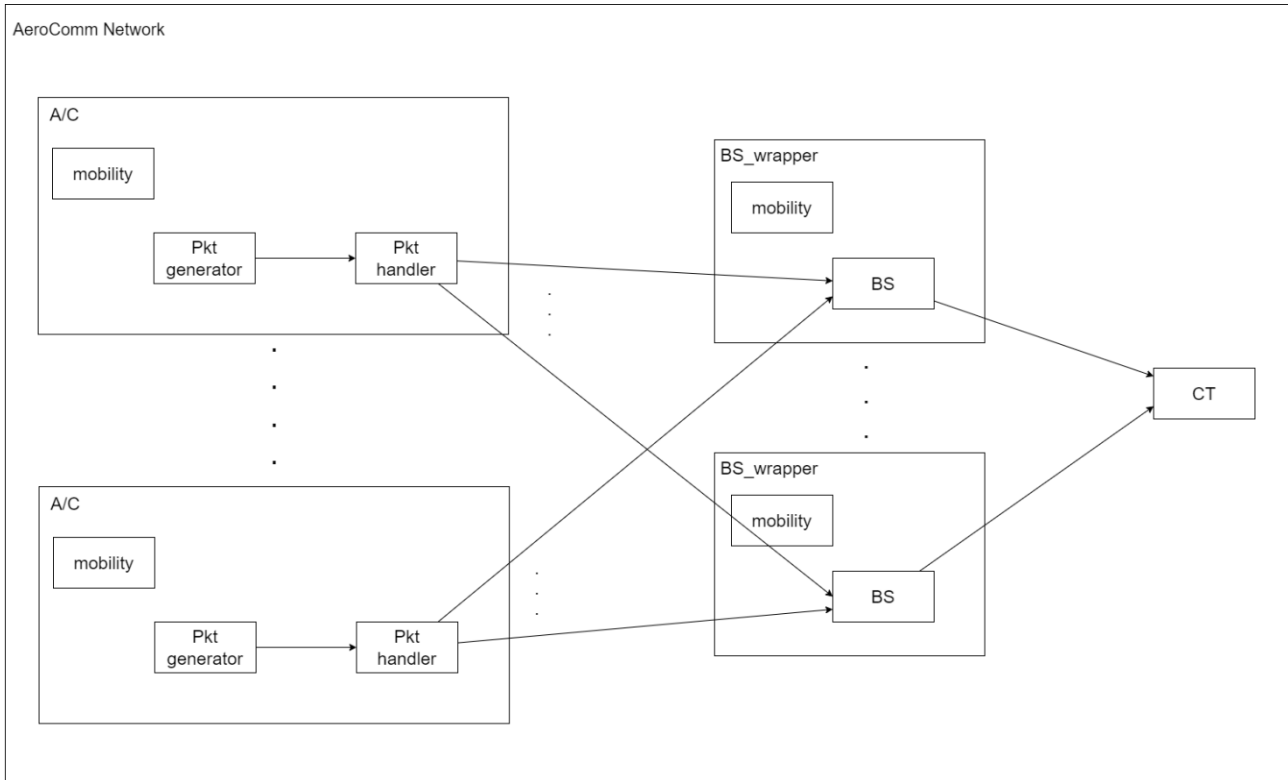 AeroComm Network
A/C
mobility
Pkt
generator
Pkt
handler
BS_wrapper
mobility
BS
CT
A/C
mobility
Pkt
generator
Pkt
handler
BS_wrapper
mobility
BS